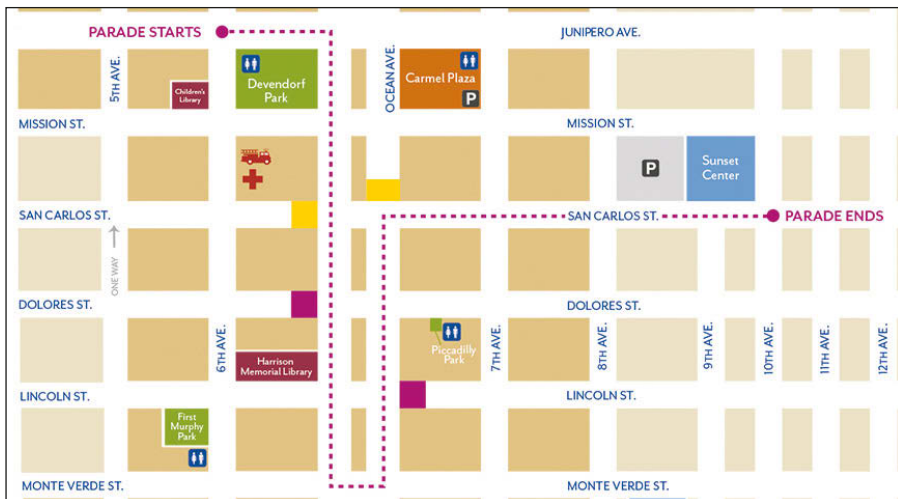 PARADE STARTS
JUNIPERO AVE.
5TH AVE.
Children's
Library
Devendorf
Park
OCEAN AVE.
Carmel Plaza
P
MISSION ST.
MISSION ST.
P
Sunset
Center
SAN CARLOS ST.
SAN CARLOS ST.
PARADE ENDS
ONE WAY
DOLORES ST.
DOLORES ST.
6TH AVE.
Harrison
Memorial Library
Piccadilly
Park
7TH AVE.
8TH AVE.
9TH AVE.
10TH AVE.
11TH AVE.
12TH AVE.
LINCOLN ST.
LINCOLN ST.
First
Murphy
Park
MONTE VERDE ST.
MONTE VERDE ST.